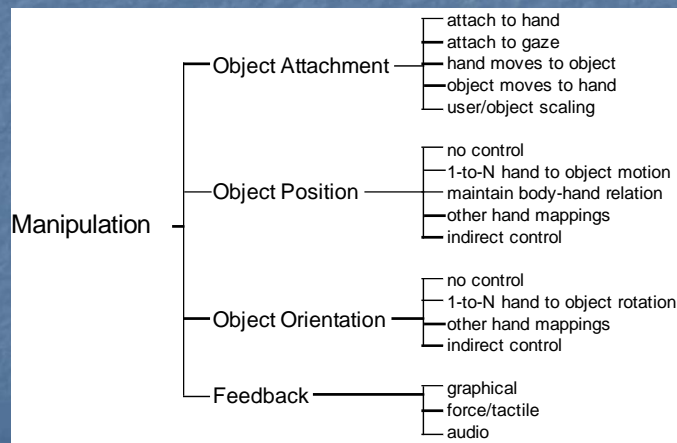 attach to hand
attach to gaze
Object Attachment
hand moves to object
object moves to hand
user/object scaling
no control
1-to-N hand to object motion
Object Position
maintain body-hand relation
other hand mappings
Manipulation
indirect control
no control
1-to-N hand to object rotation
Object Orientation
other hand mappings
indirect control
Feedback
graphical
force/tactile
audio